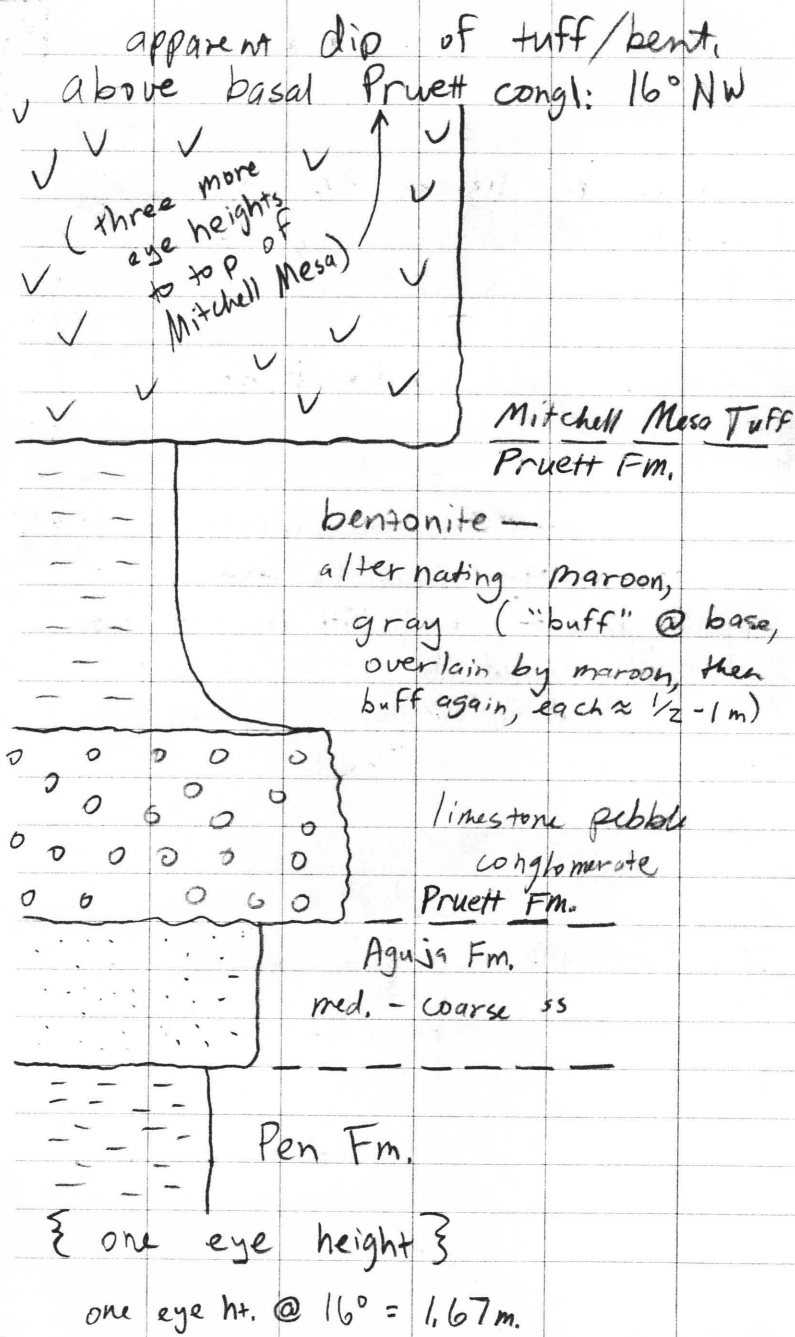 apparent dip of tuff/bent.
above basal Pruett congl: 16° NW
(three more
eye heights
to top of
Mitchell Mesa)
Mitchell Mesa Tuff
Pruett Fm.
bentonite —
alternating maroon,
gray ("buff" @ base,
overlain by maroon, then
buff again, each ≈ 1/2 - 1 m)
limestone pebble
conglomerate
Pruett Fm.
Aguja Fm.
med. - coarse ss
Pen Fm.
{ one eye height }
one eye ht. @ 16° = 1.67m.